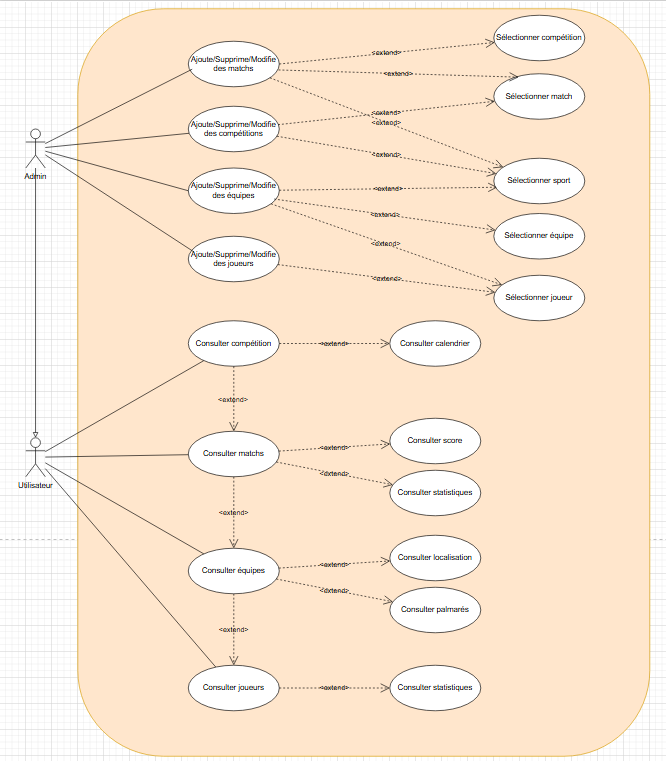 Sélectionner compétition
Ajoute/Supprime/Modifie
des matchs
<extend>
<extend>
Sélectionner match
Ajoute/Supprime/Modifie
des compétitions
<extend>
<extend>
<extend>
Admin
Ajoute/Supprime/Modifie
des équipes
<extend>
Sélectionner sport
<extend>
Sélectionner équipe
<extend>
Ajoute/Supprime/Modifie
des joueurs
<extend>
Sélectionner joueur
Consulter compétition
<extend>
Consulter calendrier
<extend>
Consulter score
Consulter matchs
<extend>
<extend>
Utilisateur
Consulter statistiques
<extend>
Consulter localisation
Consulter équipes
<extend>
<extend>
Consulter palmarés
<extend>
Consulter joueurs
<extend>
Consulter statistiques